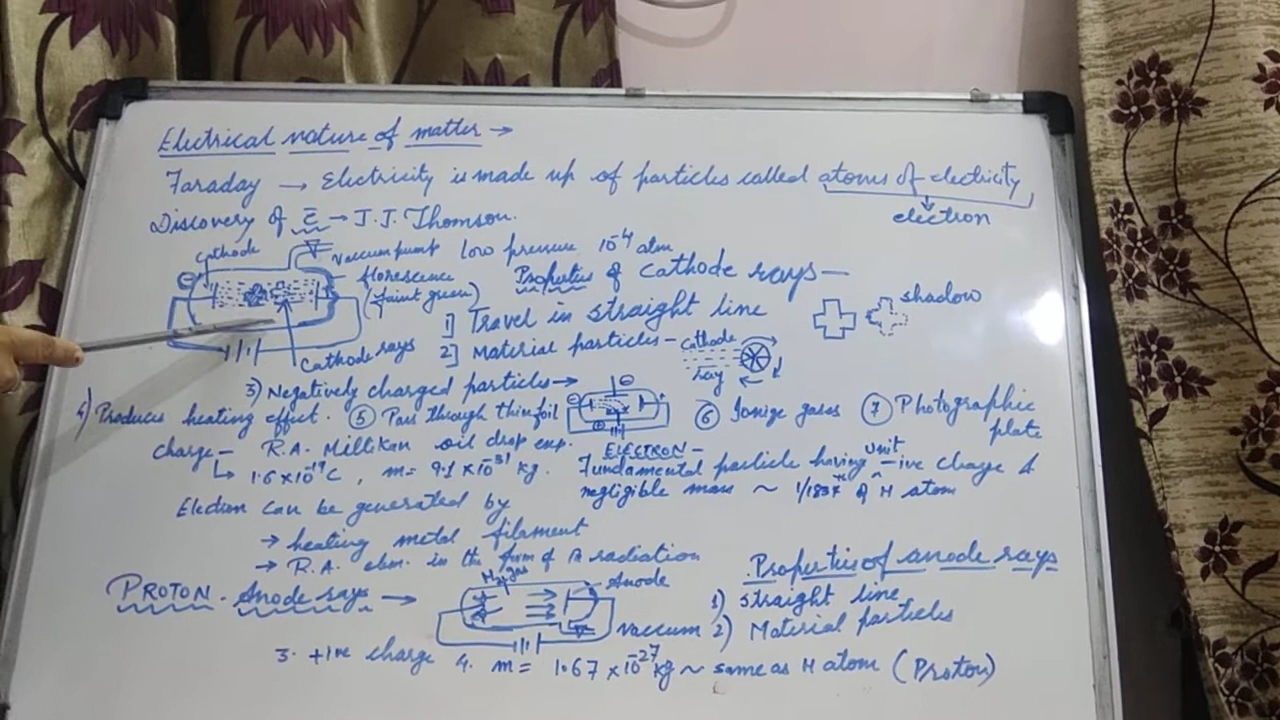 Electrical nature of matter →
Faraday → Electricity is made up of particles called atoms of electricity
electron
Discovery of ē → J.J. Thomson.
cathode
Vaccum pump low pressure 10⁻⁴ atm
florescence
(faint green)
Properties of cathode rays —
1] Travel in straight line
shadow
Cathode rays
2] Material particles –
Cathode
ray
3) Negatively charged particles →
4) Produces heating effect. ⑤ Pass through thin foil
⑥ Ionize gases ⑦ Photographic
plate
charge – R.A. Millikan oil drop exp.
↳ 1.6 × 10⁻¹⁹ C, m = 9.1 × 10⁻³¹ kg.
ELECTRON –
Fundamental particle having unit –ive charge &
negligible mass ~ 1/1837th of H atom
Electron can be generated by
→ heating metal filament
→ R.A. elem. in the form of β radiation
PROTON. Anode rays →
H₂ gas
Anode
vaccum
Properties of anode rays
1) straight line
2) Material particles
3. +ive charge 4. m = 1.67 × 10⁻²⁷ kg ~ same as H atom (Proton)